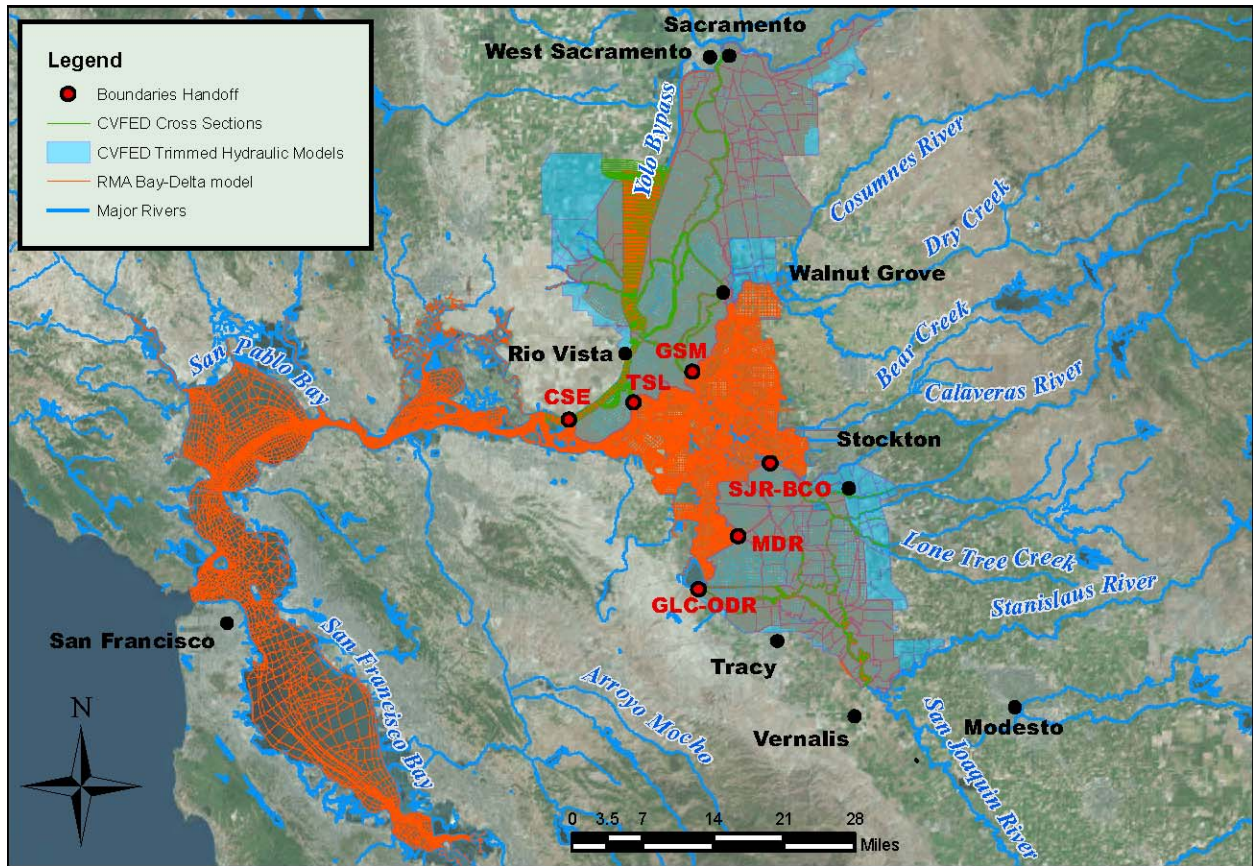 Sacramento
West Sacramento
Legend
Boundaries Handoff
CVFED Cross Sections
CVFED Trimmed Hydraulic Models
RMA Bay-Delta model
Major Rivers
Yolo Bypass
Cosumnes River
Dry Creek
Walnut Grove
Bear Creek
San Pablo Bay
Rio Vista
GSM
TSL
CSE
Calaveras River
Stockton
SJR-BCO
MDR
Lone Tree Creek
GLC-ODR
Stanislaus River
San Francisco
San Francisco Bay
Tracy
Arroyo Mocho
Vernalis
Modesto
San Joaquin River
N
0 3.5 7 14 21 28
Miles